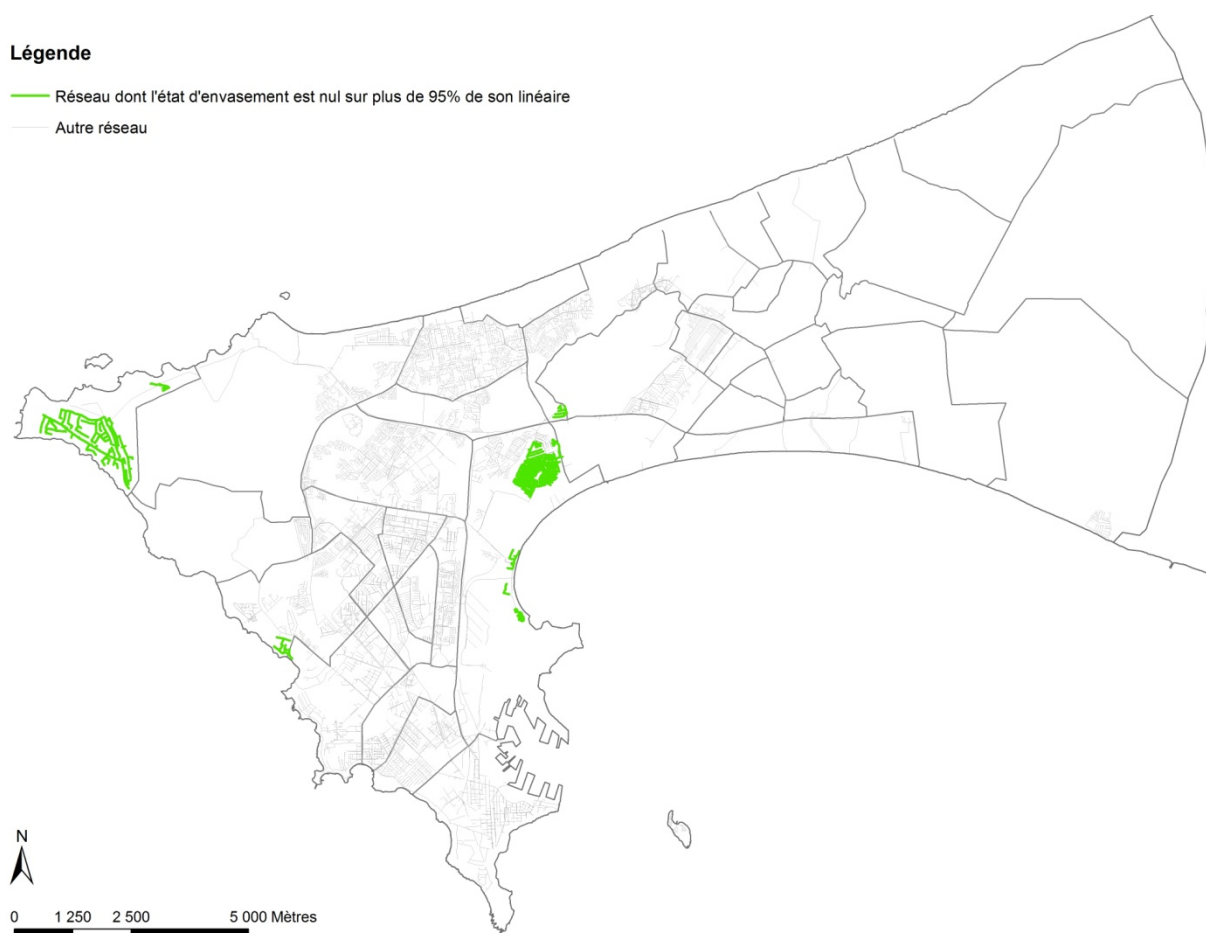 Légende
Réseau dont l'état d'envasement est nul sur plus de 95% de son linéaire
Autre réseau
N
0 1 250 2 500 5 000 Mètres